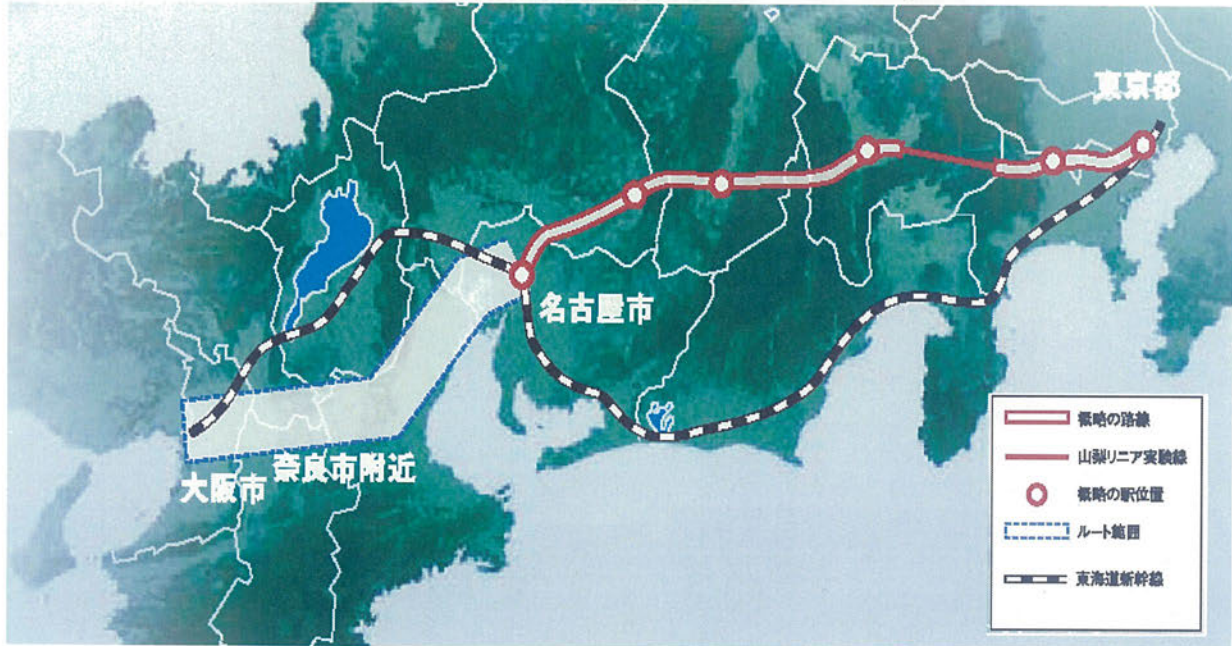 東京都
名古屋市
奈良市附近
大阪市
概略の路線
山梨リニア実験線
概略の駅位置
ルート範囲
東海道新幹線